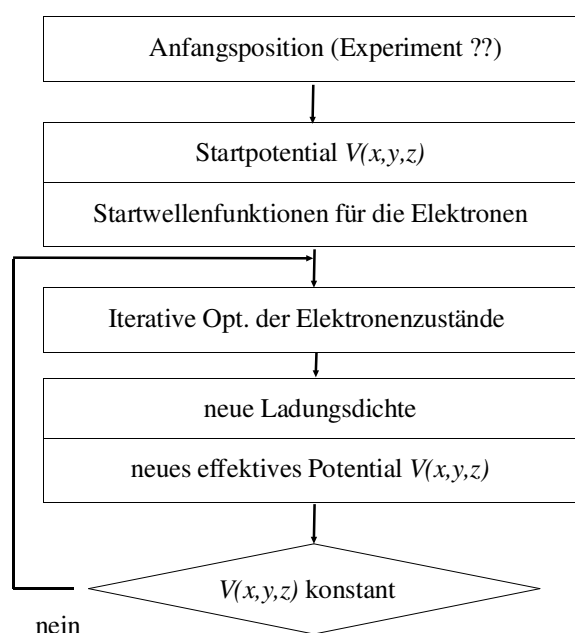 Anfangsposition (Experiment ??)
Startpotential V(x,y,z)
Startwellenfunktionen für die Elektronen
Iterative Opt. der Elektronenzustände
neue Ladungsdichte
neues effektives Potential V(x,y,z)
V(x,y,z) konstant
nein